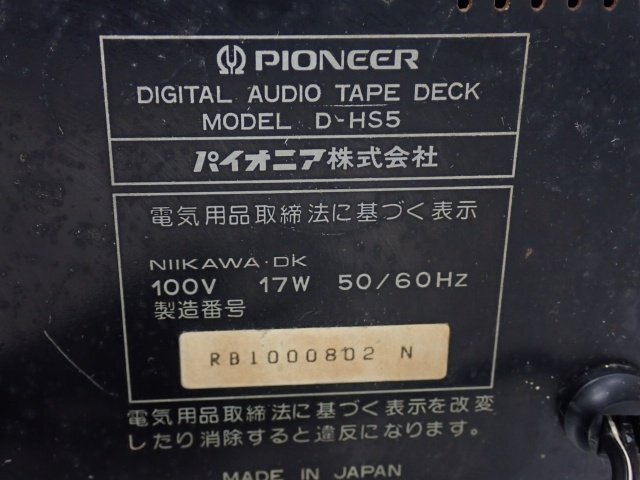 PIONEER
DIGITAL AUDIO TAPE DECK
MODEL D-HS5
パイオニア株式会社
電気用品取締法に基づく表示
NIIKAWA·DK
100V 17W 50/60Hz
製造番号
RB1000802 N
電気用品取締法に基づく表示を改変
したり消除すると違反になります。
MADE IN JAPAN